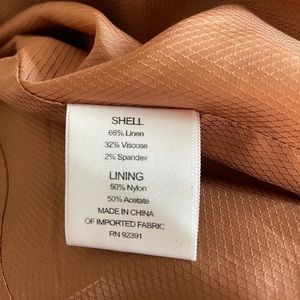 SHELL
66% Linen
32% Viscose
2% Spandex
LINING
50% Nylon
50% Acetate
MADE IN CHINA
OF IMPORTED FABRIC
RN 92391